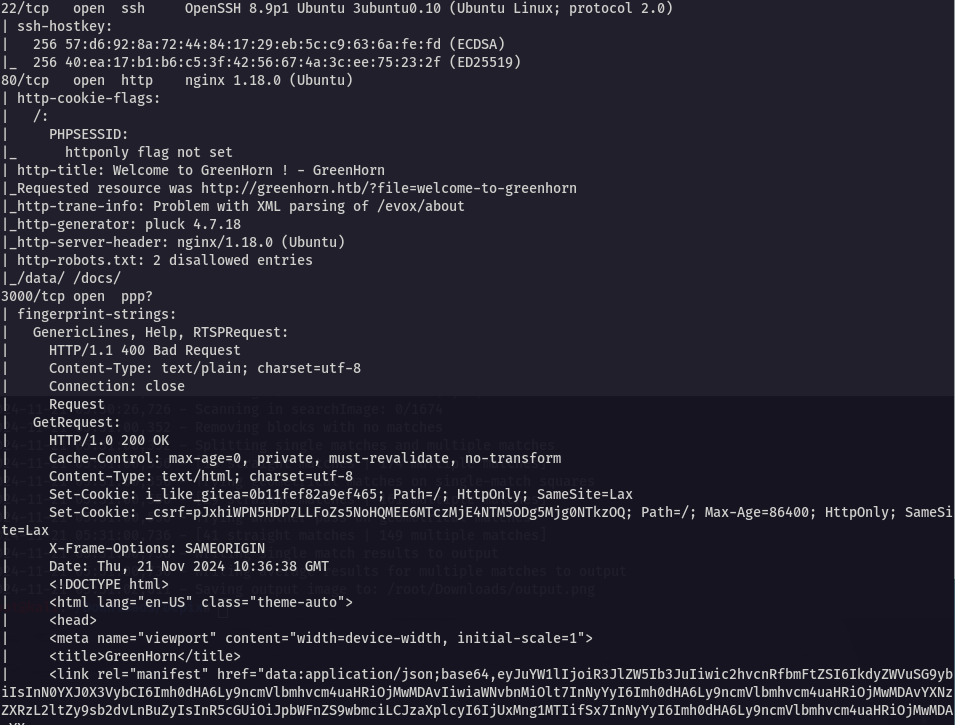 22/tcp   open  ssh     OpenSSH 8.9p1 Ubuntu 3ubuntu0.10 (Ubuntu Linux; protocol 2.0)
| ssh-hostkey:
|   256 57:d6:92:8a:72:44:84:17:29:eb:5c:c9:63:6a:fe:fd (ECDSA)
|_  256 40:ea:17:b1:b6:c5:3f:42:56:67:4a:3c:ee:75:23:2f (ED25519)
80/tcp   open  http    nginx 1.18.0 (Ubuntu)
| http-cookie-flags:
|   /:
|     PHPSESSID:
|_      httponly flag not set
| http-title: Welcome to GreenHorn ! - GreenHorn
|_Requested resource was http://greenhorn.htb/?file=welcome-to-greenhorn
|_http-trane-info: Problem with XML parsing of /evox/about
|_http-generator: pluck 4.7.18
|_http-server-header: nginx/1.18.0 (Ubuntu)
| http-robots.txt: 2 disallowed entries
|_/data/ /docs/
3000/tcp open  ppp?
| fingerprint-strings:
|   GenericLines, Help, RTSPRequest:
|     HTTP/1.1 400 Bad Request
|     Content-Type: text/plain; charset=utf-8
|     Connection: close
|     Request
|   GetRequest:
|     HTTP/1.0 200 OK
|     Cache-Control: max-age=0, private, must-revalidate, no-transform
|     Content-Type: text/html; charset=utf-8
|     Set-Cookie: i_like_gitea=0b11fef82a9ef465; Path=/; HttpOnly; SameSite=Lax
|     Set-Cookie: _csrf=pJxhiWPN5HDP7LLFoZs5NoHQMEE6MTczMjE4NTM5ODg5Mjg0NTkzOQ; Path=/; Max-Age=86400; HttpOnly; SameSi
te=Lax
|     X-Frame-Options: SAMEORIGIN
|     Date: Thu, 21 Nov 2024 10:36:38 GMT
|     <!DOCTYPE html>
|     <html lang="en-US" class="theme-auto">
|     <head>
|     <meta name="viewport" content="width=device-width, initial-scale=1">
|     <title>GreenHorn</title>
|     <link rel="manifest" href="data:application/json;base64,eyJuYW1lIjoiR3JlZW5Ib3JuIiwic2hvcnRfbmFtZSI6IkdyZWVuSG9yb
iIsInN0YXJ0X3VybCI6Imh0dHA6Ly9ncmVlbmhvcm4uaHRiOjMwMDAvIiwiaWNvbnMiOlt7InNyYyI6Imh0dHA6Ly9ncmVlbmhvcm4uaHRiOjMwMDAvYXNz
ZXRzL2ltZy9sb2dvLnBuZyIsInR5cGUiOiJpbWFnZS9wbmciLCJzaXplcyI6IjUxMng1MTIifSx7InNyYyI6Imh0dHA6Ly9ncmVlbmhvcm4uaHRiOjMwMDA